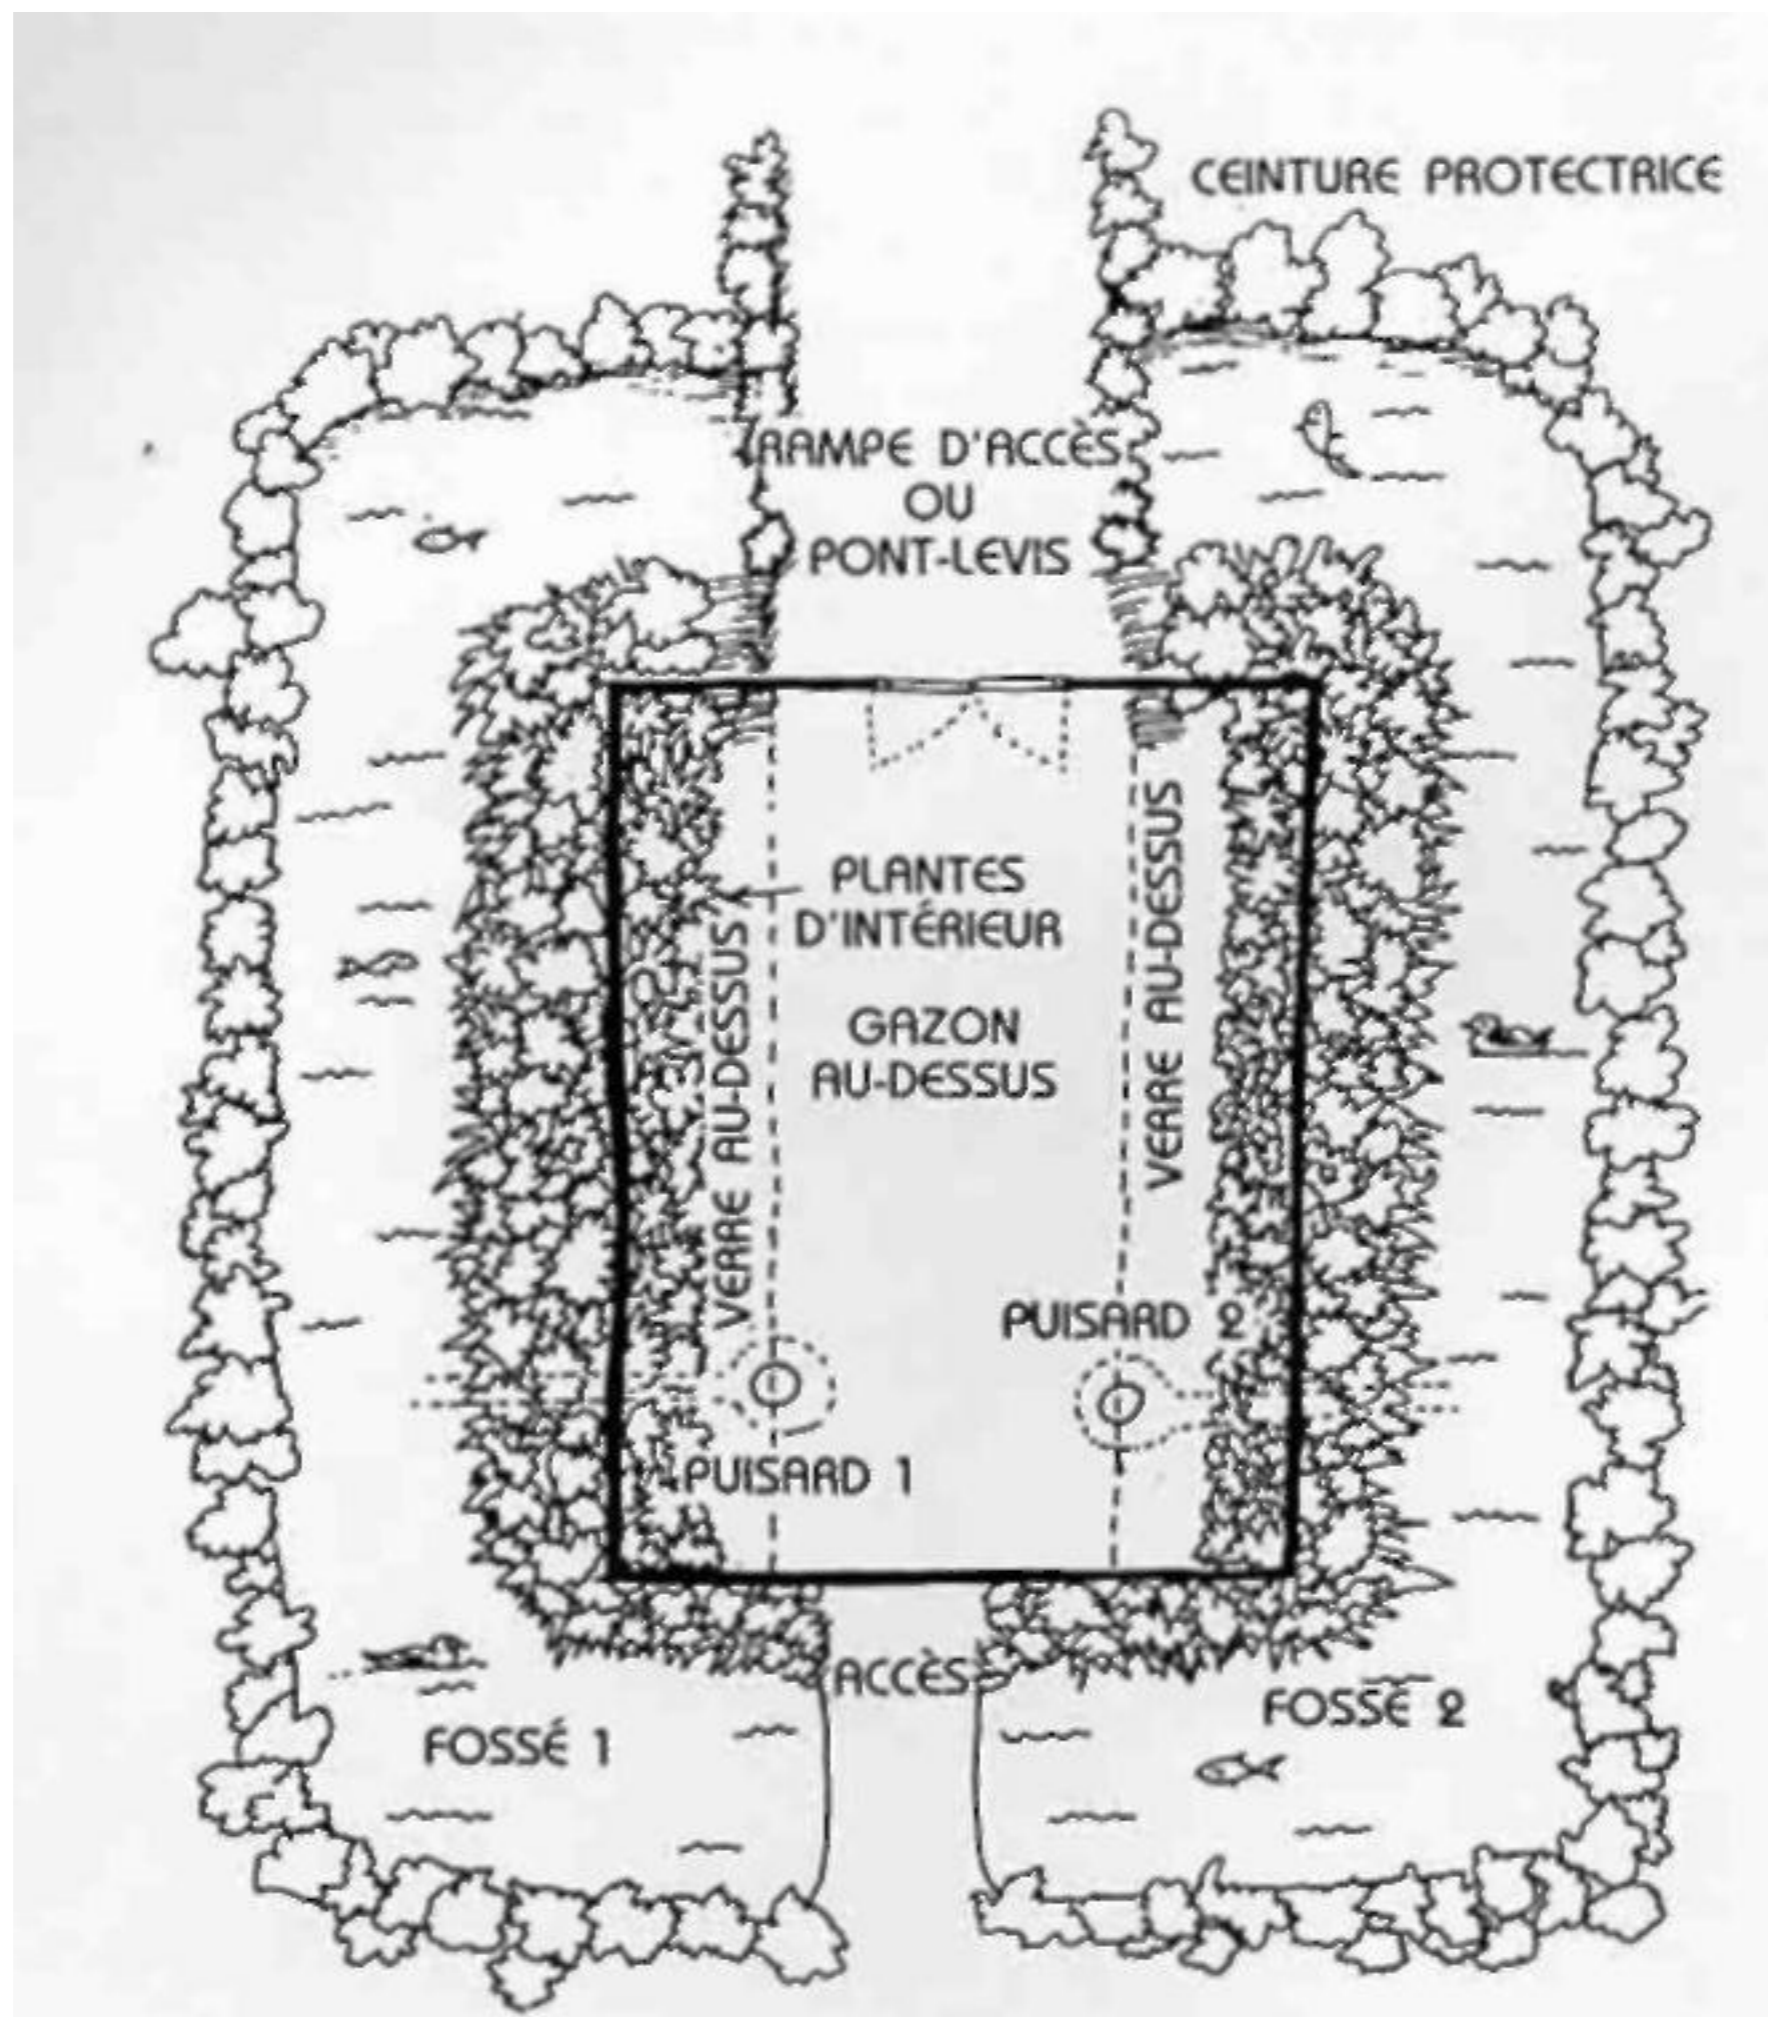 CEINTURE PROTECTRICE
RAMPE D'ACCÈS
OU
PONT-LEVIS
PLANTES
D'INTÉRIEUR
VERRE AU-DESSUS
VERRE AU-DESSUS
GAZON
AU-DESSUS
PUISARD 2
PUISARD 1
ACCÈS
FOSSÉ 1
FOSSÉ 2